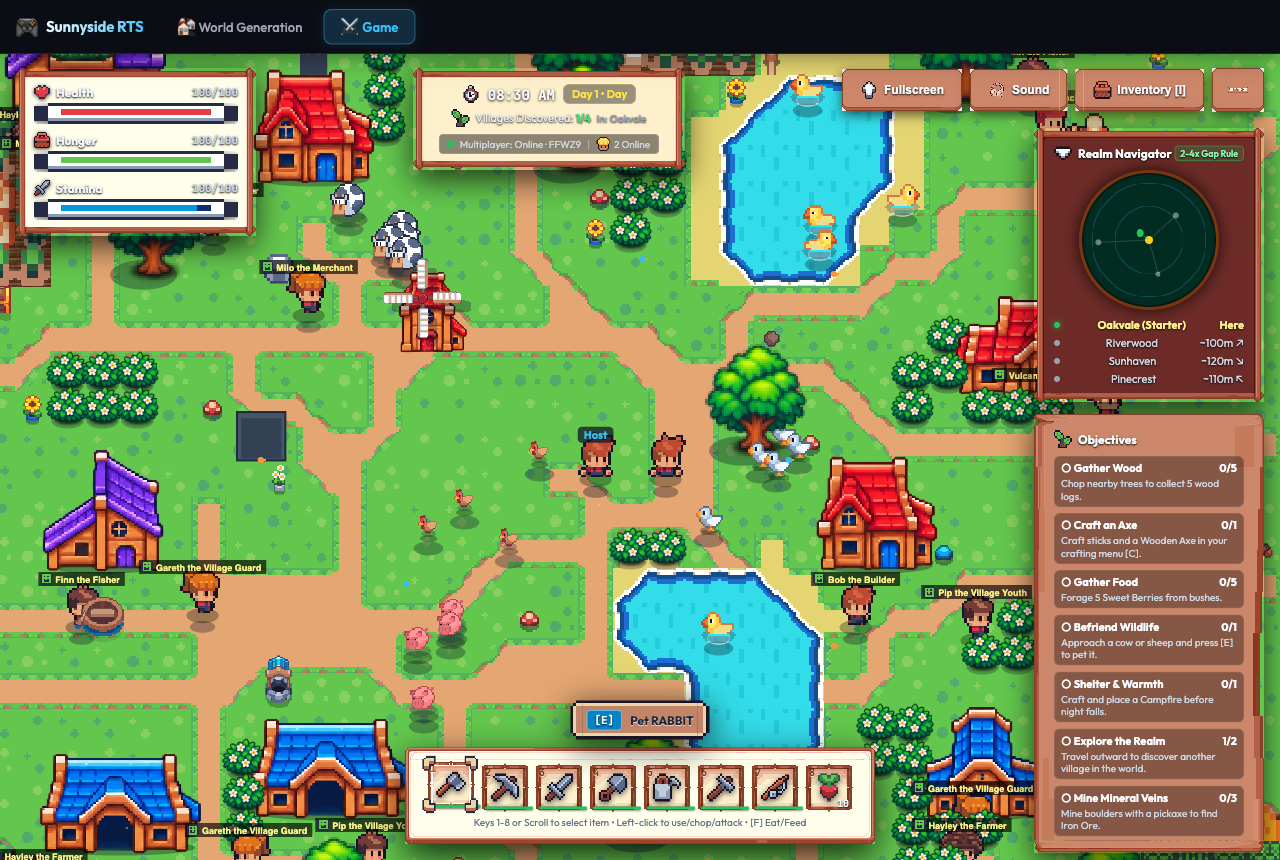 Sunnyside RTS
World Generation
Game
Health 100/100
Hunger 100/100
Stamina 100/100
08:30 AM Day 1 • Day
Villages Discovered: 1/4 In: Oakvale
Multiplayer: Online · FFWZ9 | 2 Online
Fullscreen
Sound
Inventory [I]
Realm Navigator 2-4x Gap Rule
Oakvale (Starter) Here
Riverwood ~100m ↗
Sunhaven ~120m ↘
Pinecrest ~110m ↖
Objectives
Gather Wood 0/5
Chop nearby trees to collect 5 wood
logs.
Craft an Axe 0/1
Craft sticks and a Wooden Axe in your
crafting menu [C].
Gather Food 0/5
Forage 5 Sweet Berries from bushes.
Befriend Wildlife 0/1
Approach a cow or sheep and press [E]
to pet it.
Shelter & Warmth 0/1
Craft and place a Campfire before
night falls.
Explore the Realm 1/2
Travel outward to discover another
village in the world.
Mine Mineral Veins 0/3
Mine boulders with a pickaxe to find
Iron Ore.
Milo the Merchant
Vulcan
Host
Gareth the Village Guard
Finn the Fisher
Bob the Builder
Pip the Village Youth
[E] Pet RABBIT
10
Keys 1-8 or Scroll to select item • Left-click to use/chop/attack • [F] Eat/Feed
Gareth the Village Guard
Hayley the Farmer
Gareth the Village Guard
Pip the Village Yo
Hayley the Farmer